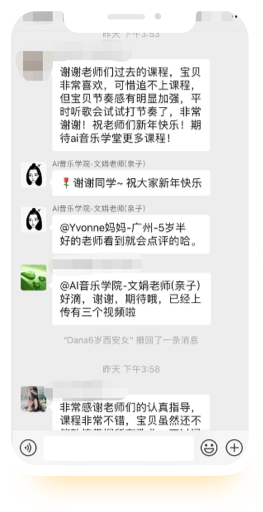 昨天 下午3:53
谢谢老师们过去的课程，宝贝
非常喜欢，可惜追不上课程，
但宝贝节奏感有明显加强，平
时听歌会试试打节奏了，非常
谢谢！祝老师们新年快乐！期
待ai音乐学堂更多课程！
AI音乐学院-文娟老师(亲子)
🌹谢谢同学~ 祝大家新年快乐
AI音乐学院-文娟老师(亲子)
@Yvonne妈妈-广州-5岁半
好的老师看到就会点评的哈。
@AI音乐学院-文娟老师(亲子)
好滴，谢谢，期待哦，已经上
传有三个视频啦
“Dana6岁西安女” 撤回了一条消息
昨天 下午3:58
非常感谢老师们的认真指导，
课程非常不错，宝贝虽然还不